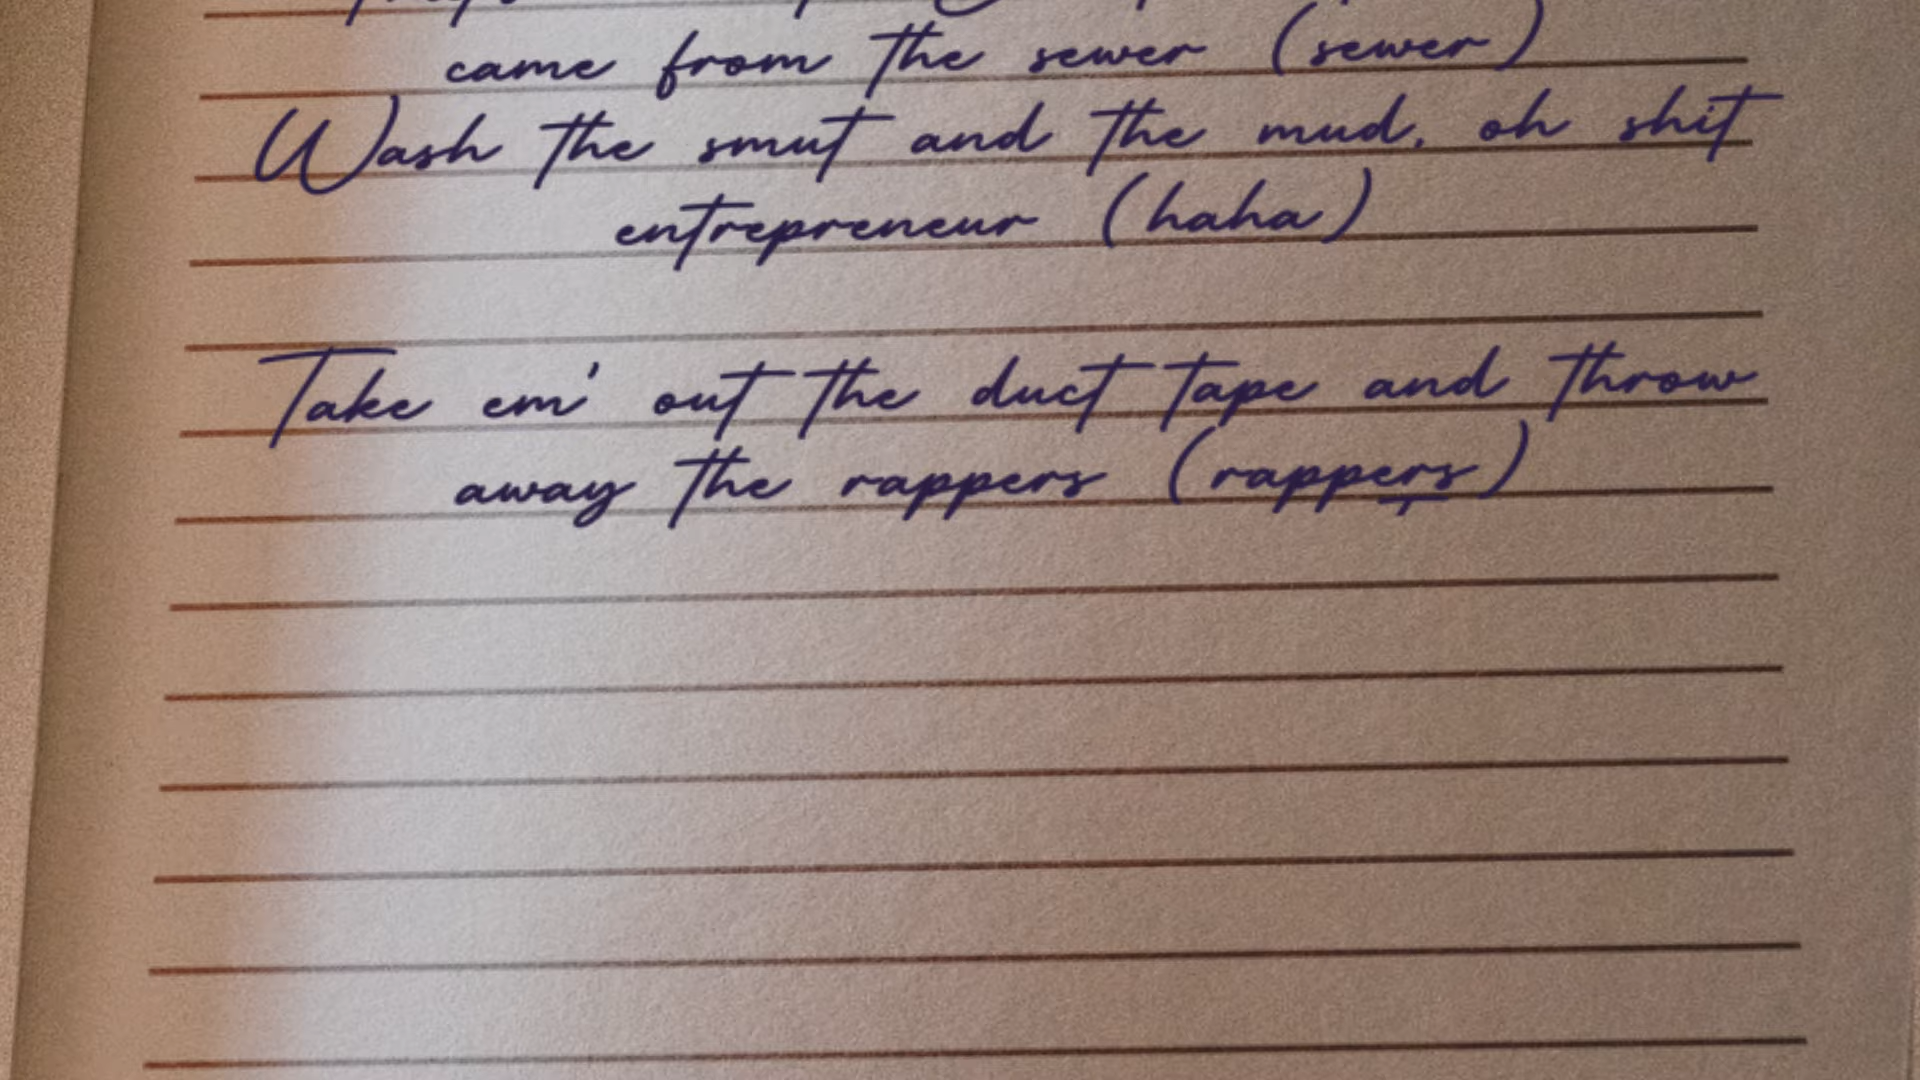 came from the sewer (sewer)
Wash the smut and the mud, oh shit
entrepreneur (haha)
Take em' out the duct tape and throw
away the rappers (rappers)